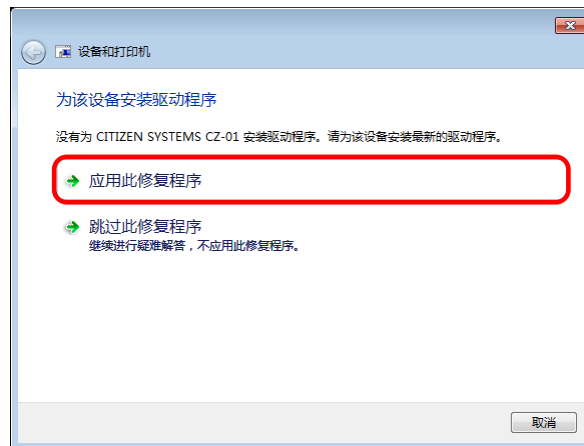 设备和打印机
为该设备安装驱动程序
没有为 CITIZEN SYSTEMS CZ-01 安装驱动程序。请为该设备安装最新的驱动程序。
应用此修复程序
跳过此修复程序
继续进行疑难解答，不应用此修复程序。
取消